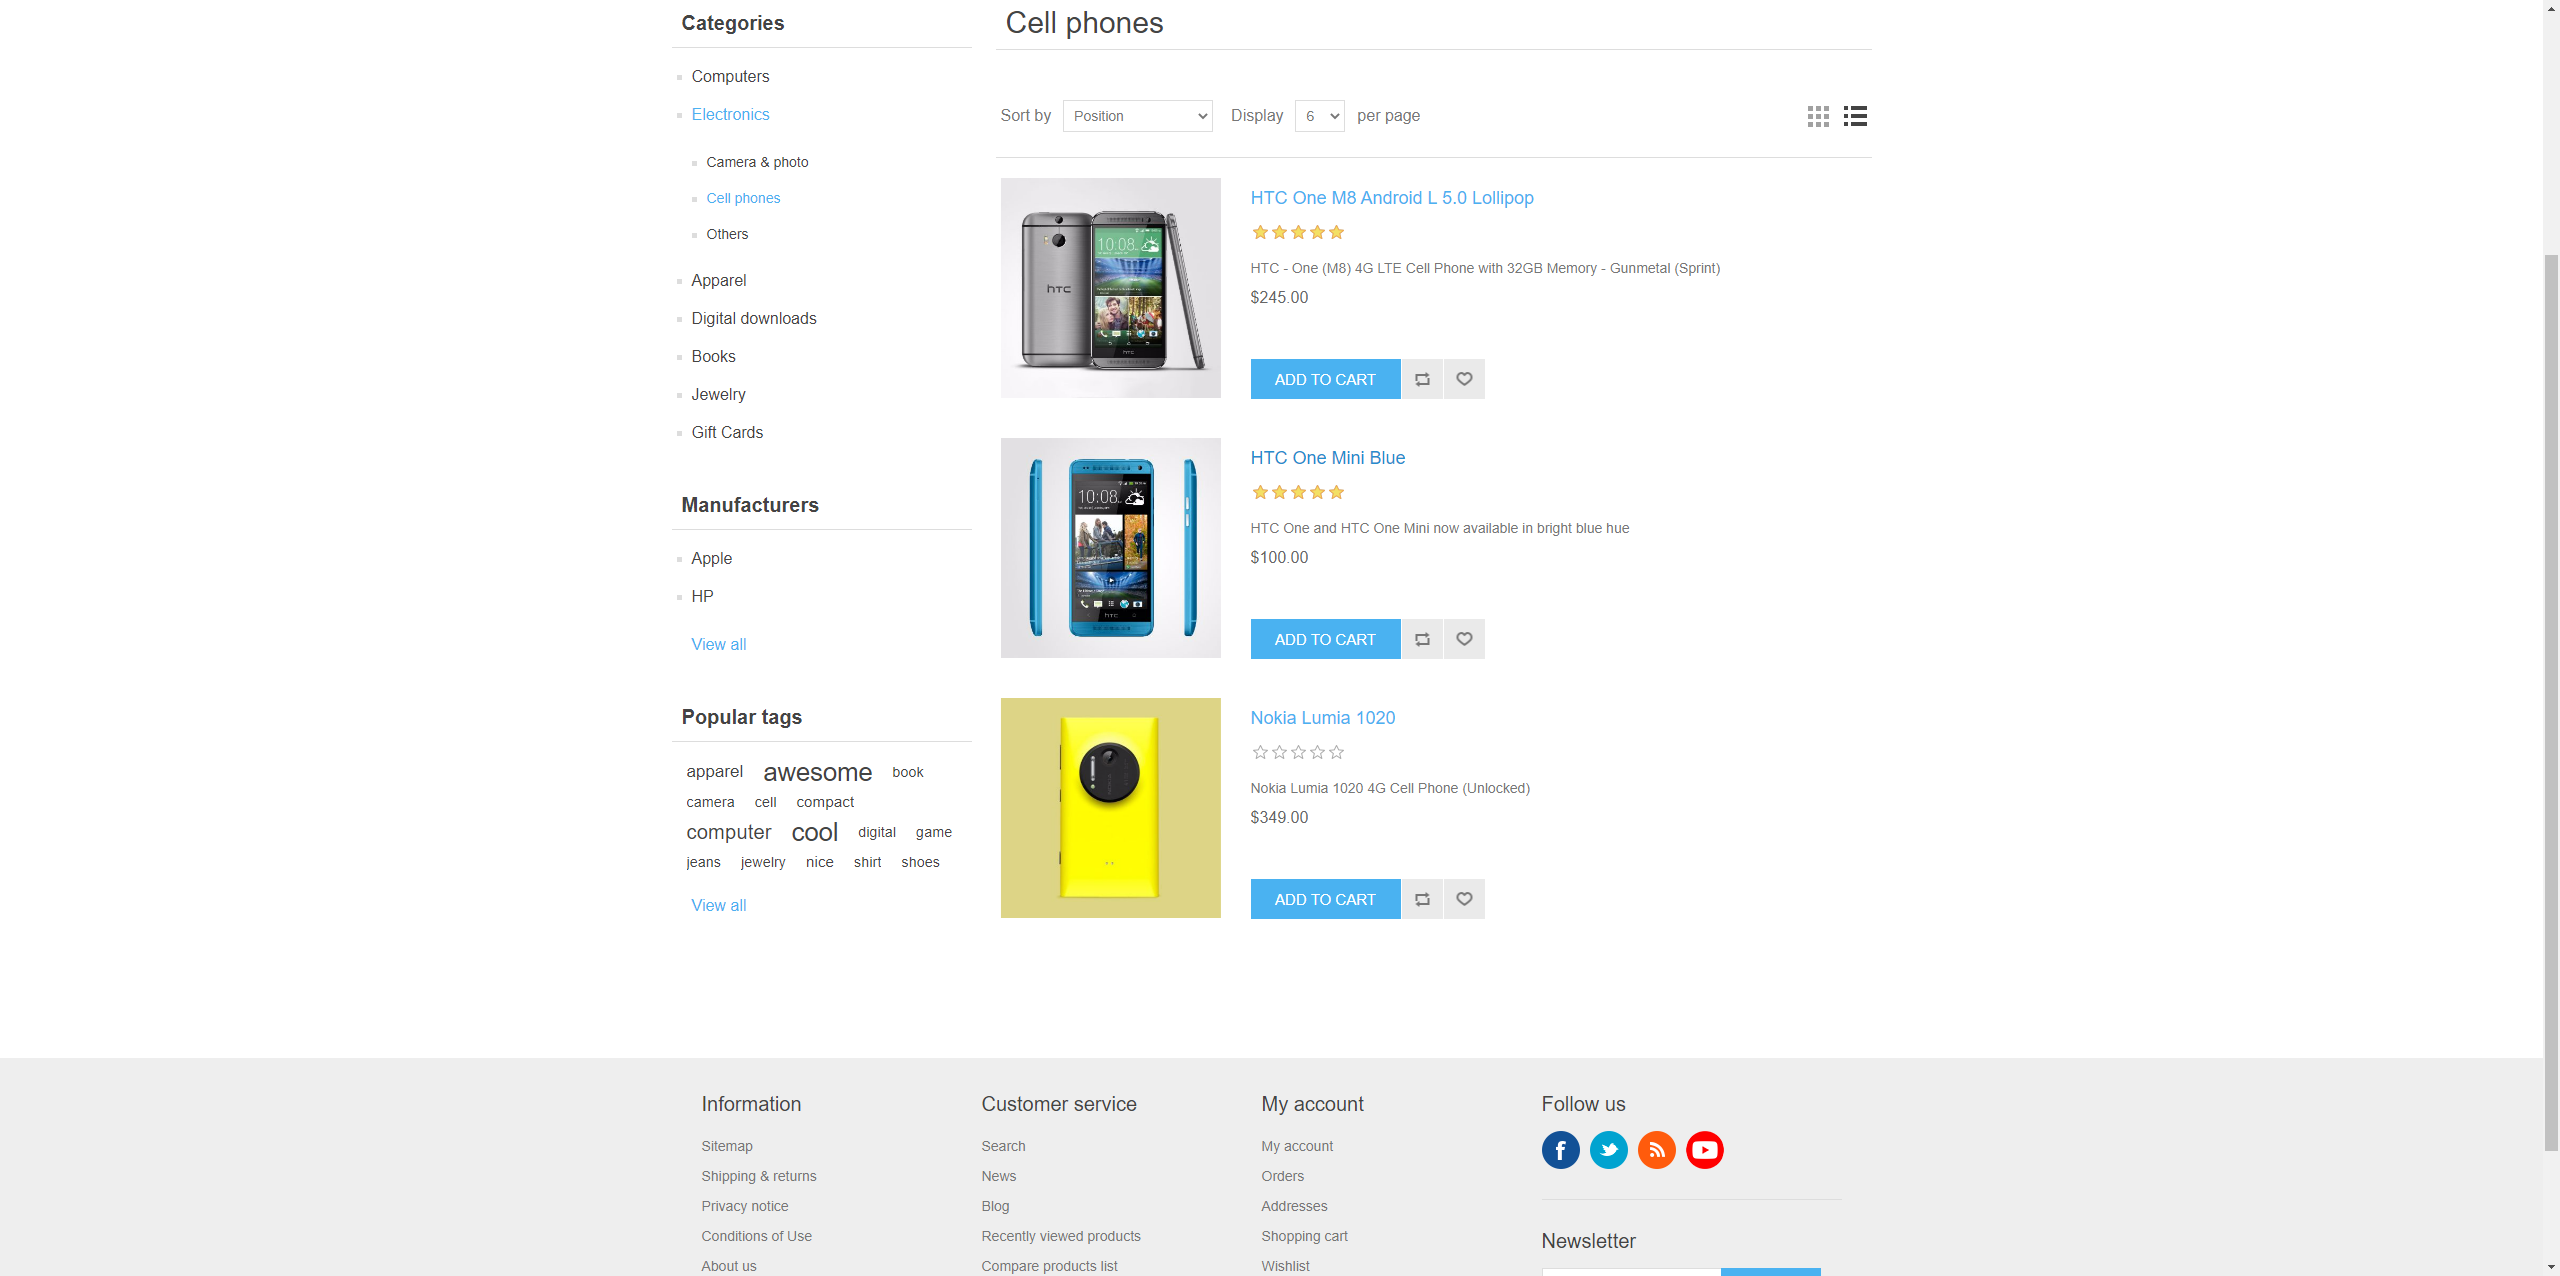 Categories
Computers
Electronics
Camera & photo
Cell phones
Others
Apparel
Digital downloads
Books
Jewelry
Gift Cards
Manufacturers
Apple
HP
View all
Popular tags
apparel awesome book
camera cell compact
computer cool digital game
jeans jewelry nice shirt shoes
View all
Cell phones
Sort by Position Display 6 per page
HTC One M8 Android L 5.0 Lollipop
HTC - One (M8) 4G LTE Cell Phone with 32GB Memory - Gunmetal (Sprint)
$245.00
ADD TO CART
hTC
10:08
HTC One Mini Blue
HTC One and HTC One Mini now available in bright blue hue
$100.00
ADD TO CART
10:08
hTC
Nokia Lumia 1020
Nokia Lumia 1020 4G Cell Phone (Unlocked)
$349.00
ADD TO CART
Information
Sitemap
Shipping & returns
Privacy notice
Conditions of Use
About us
Customer service
Search
News
Blog
Recently viewed products
Compare products list
My account
My account
Orders
Addresses
Shopping cart
Wishlist
Follow us
Newsletter